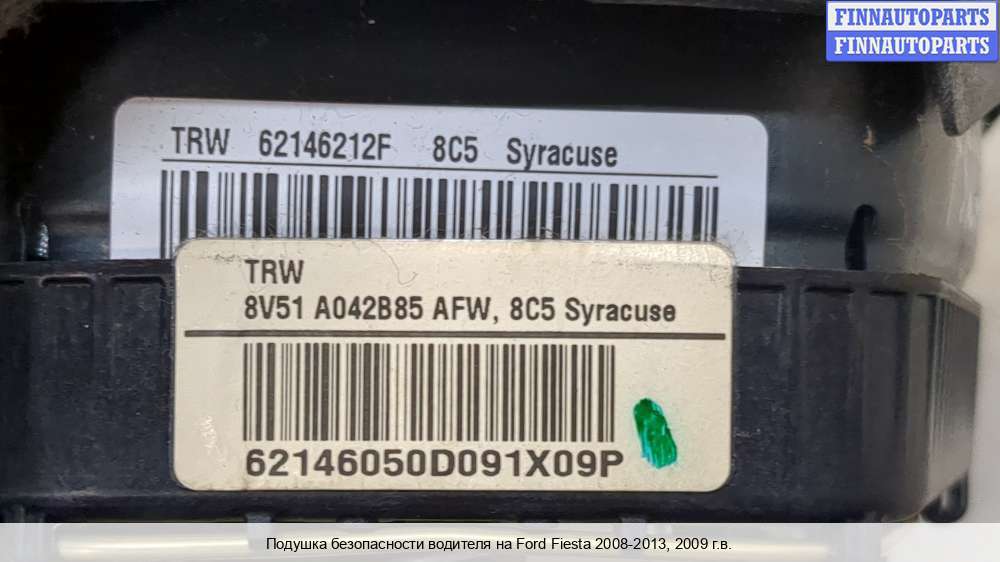 FINNAUTOPARTS
FINNAUTOPARTS
TRW 62146212F 8C5 Syracuse
TRW
8V51 A042B85 AFW, 8C5 Syracuse
62146050D091X09P
Подушка безопасности водителя на Ford Fiesta 2008-2013, 2009 г.в.